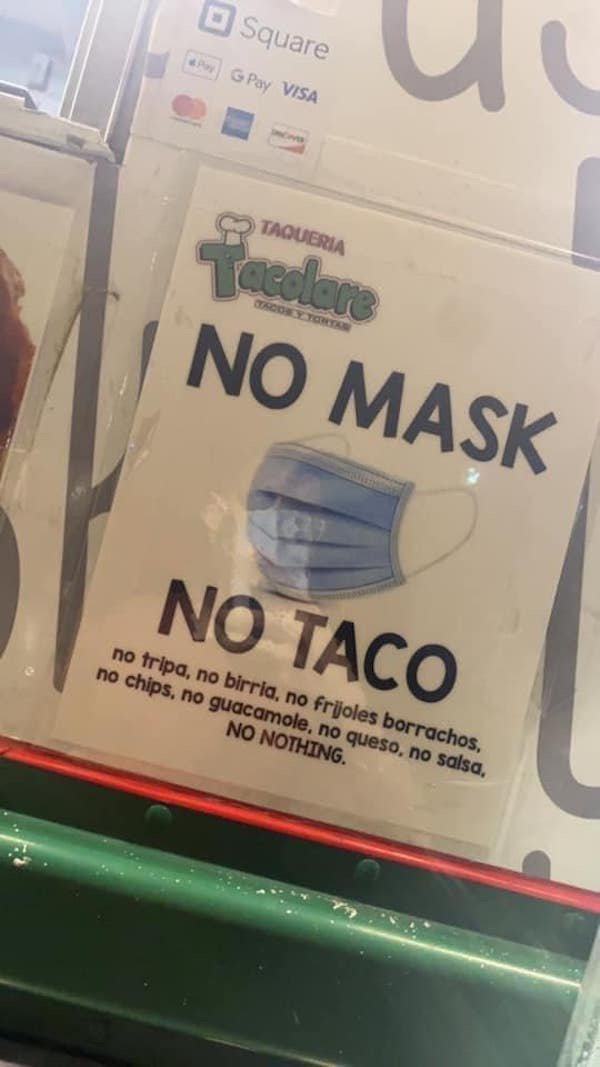 Square
Pay G Pay VISA
DISCOVER
TAQUERIA
Tacolare
TACOS Y TORTAS
NO MASK
NO TACO
no tripa, no birria, no frijoles borrachos,
no chips, no guacamole, no queso, no salsa,
NO NOTHING.